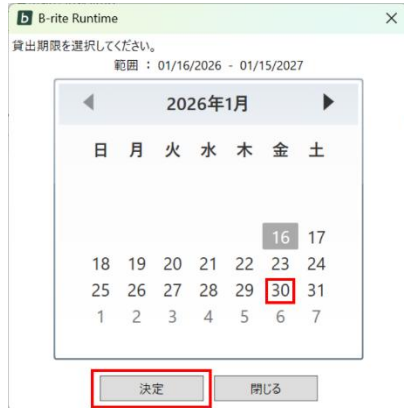 B-rite Runtime
貸出期限を選択してください。
範囲 : 01/16/2026 - 01/15/2027
2026年1月
日 月 火 水 木 金 土
16 17
18 19 20 21 22 23 24
25 26 27 28 29 30 31
1 2 3 4 5 6 7
決定 閉じる